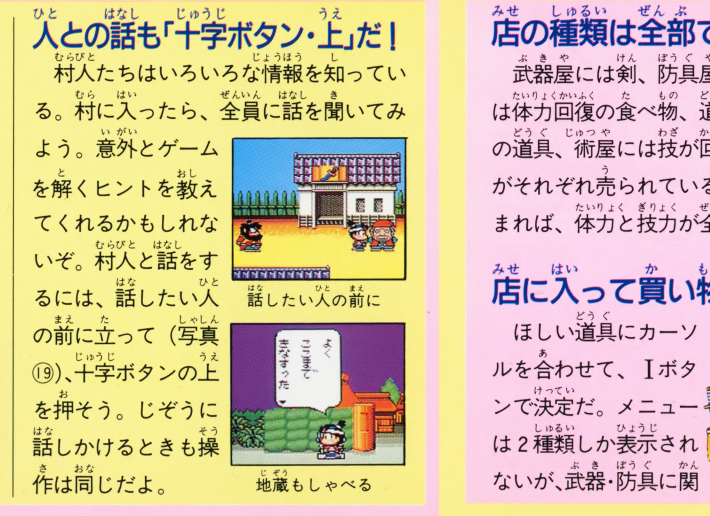 人との話も「十字ボタン・上」だ!
村人たちはいろいろな情報を知ってい
る。村に入ったら、全員に話を聞いてみ
よう。意外とゲーム
を解くヒントを教え
てくれるかもしれな
いぞ。村人と話をす
るには、話したい人
の前に立って(写真
⑲)、十字ボタンの上
を押そう。じぞうに
話しかけるときも操
作は同じだよ。
話したい人の前に
よく
ここまで
きなすった
地蔵もしゃべる
店の種類は全部で
武器屋には剣、防具屋
は体力回復の食べ物、道
の道具、術屋には技が回
がそれぞれ売られている
まれば、体力と技力が全
店に入って買い物
ほしい道具にカーソ
ルを合わせて、Iボタ
ンで決定だ。メニュー
は2種類しか表示され
ないが、武器・防具に関